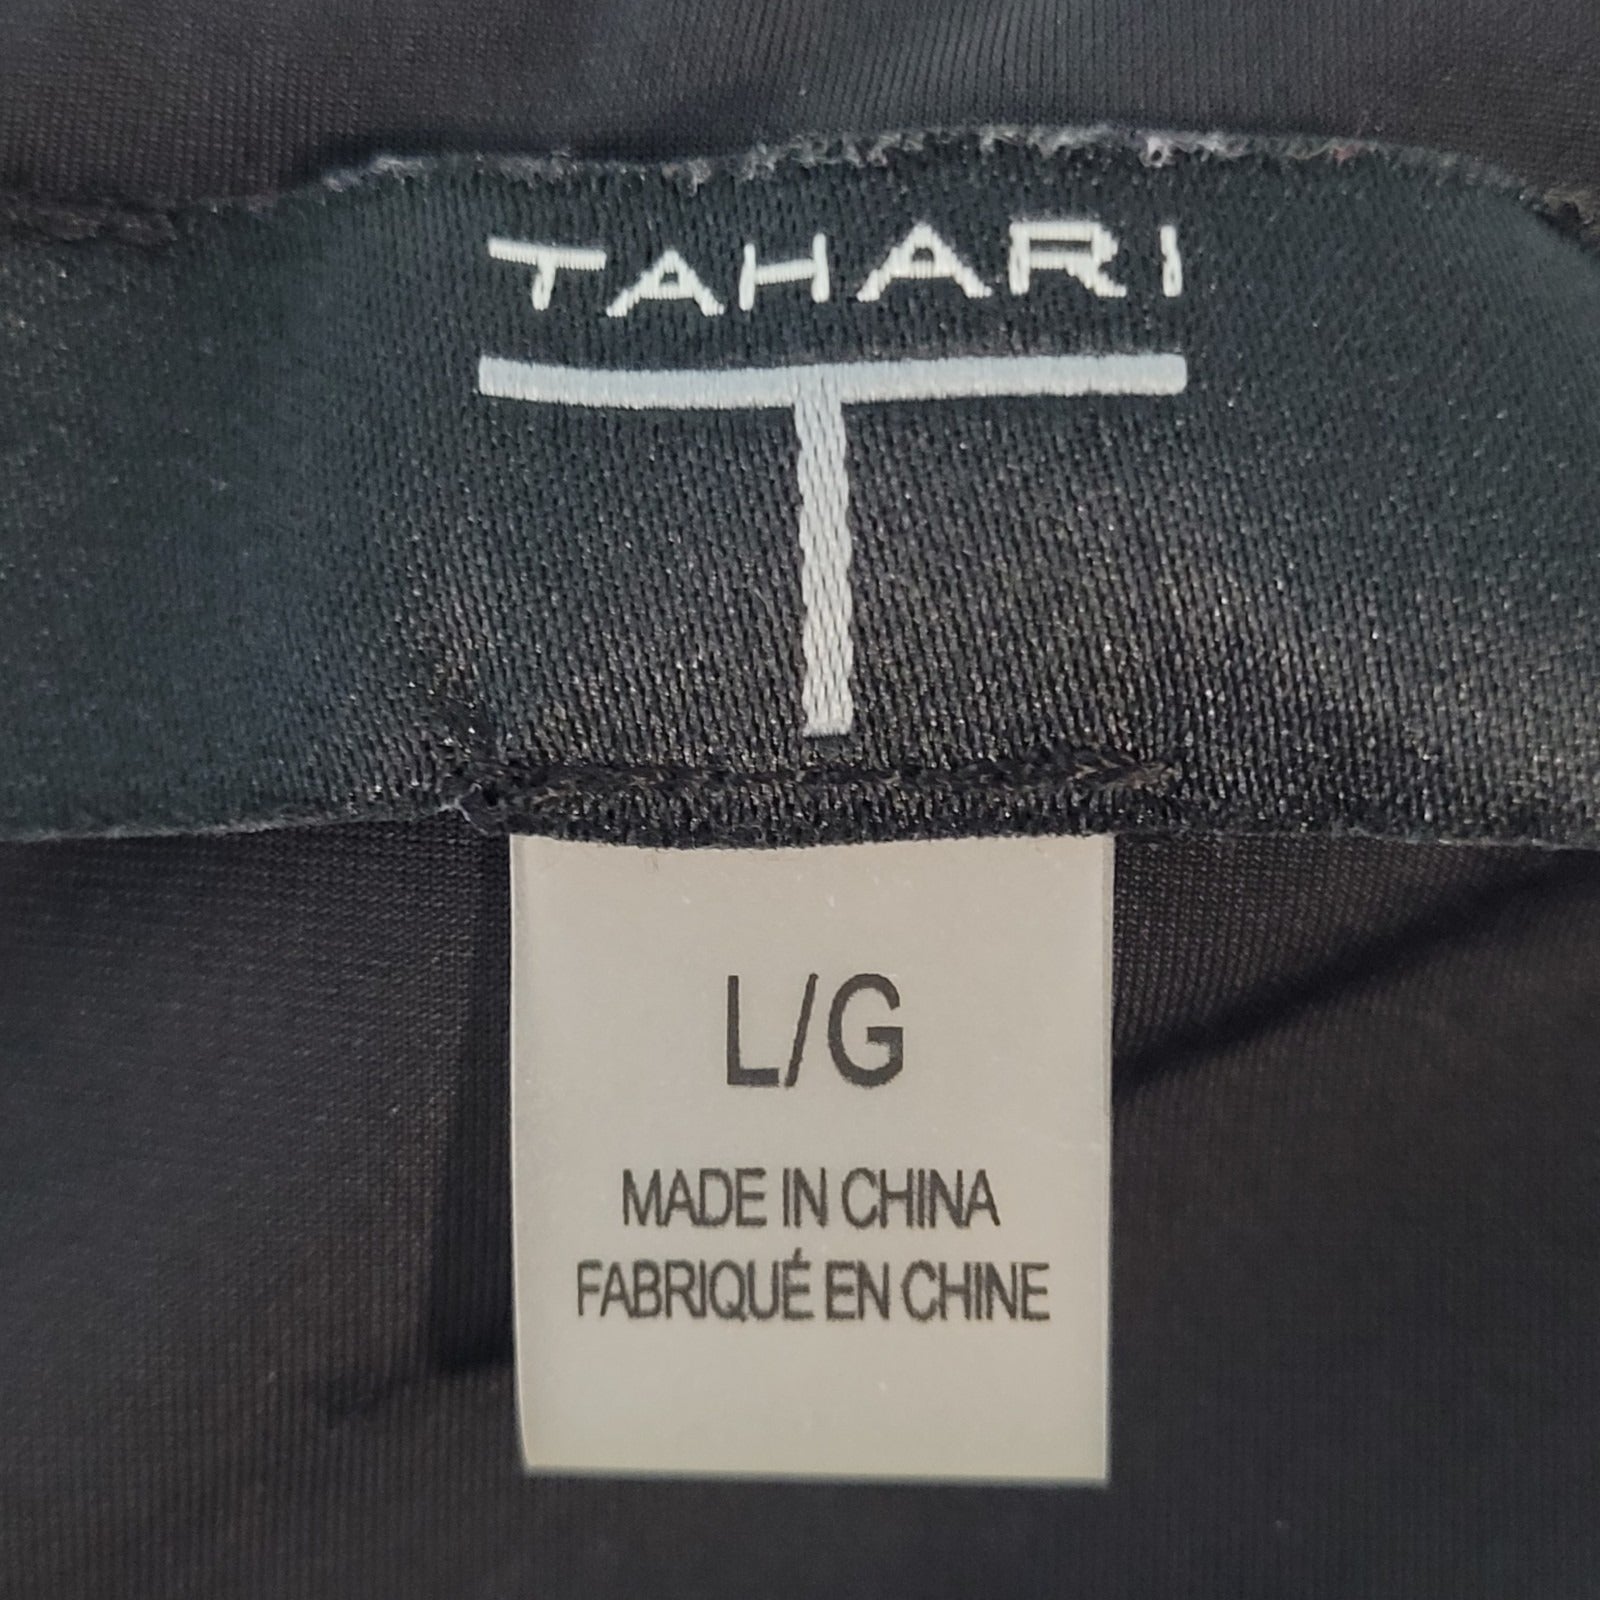 TAHARI
T
L/G
MADE IN CHINA
FABRIQUÉ EN CHINE